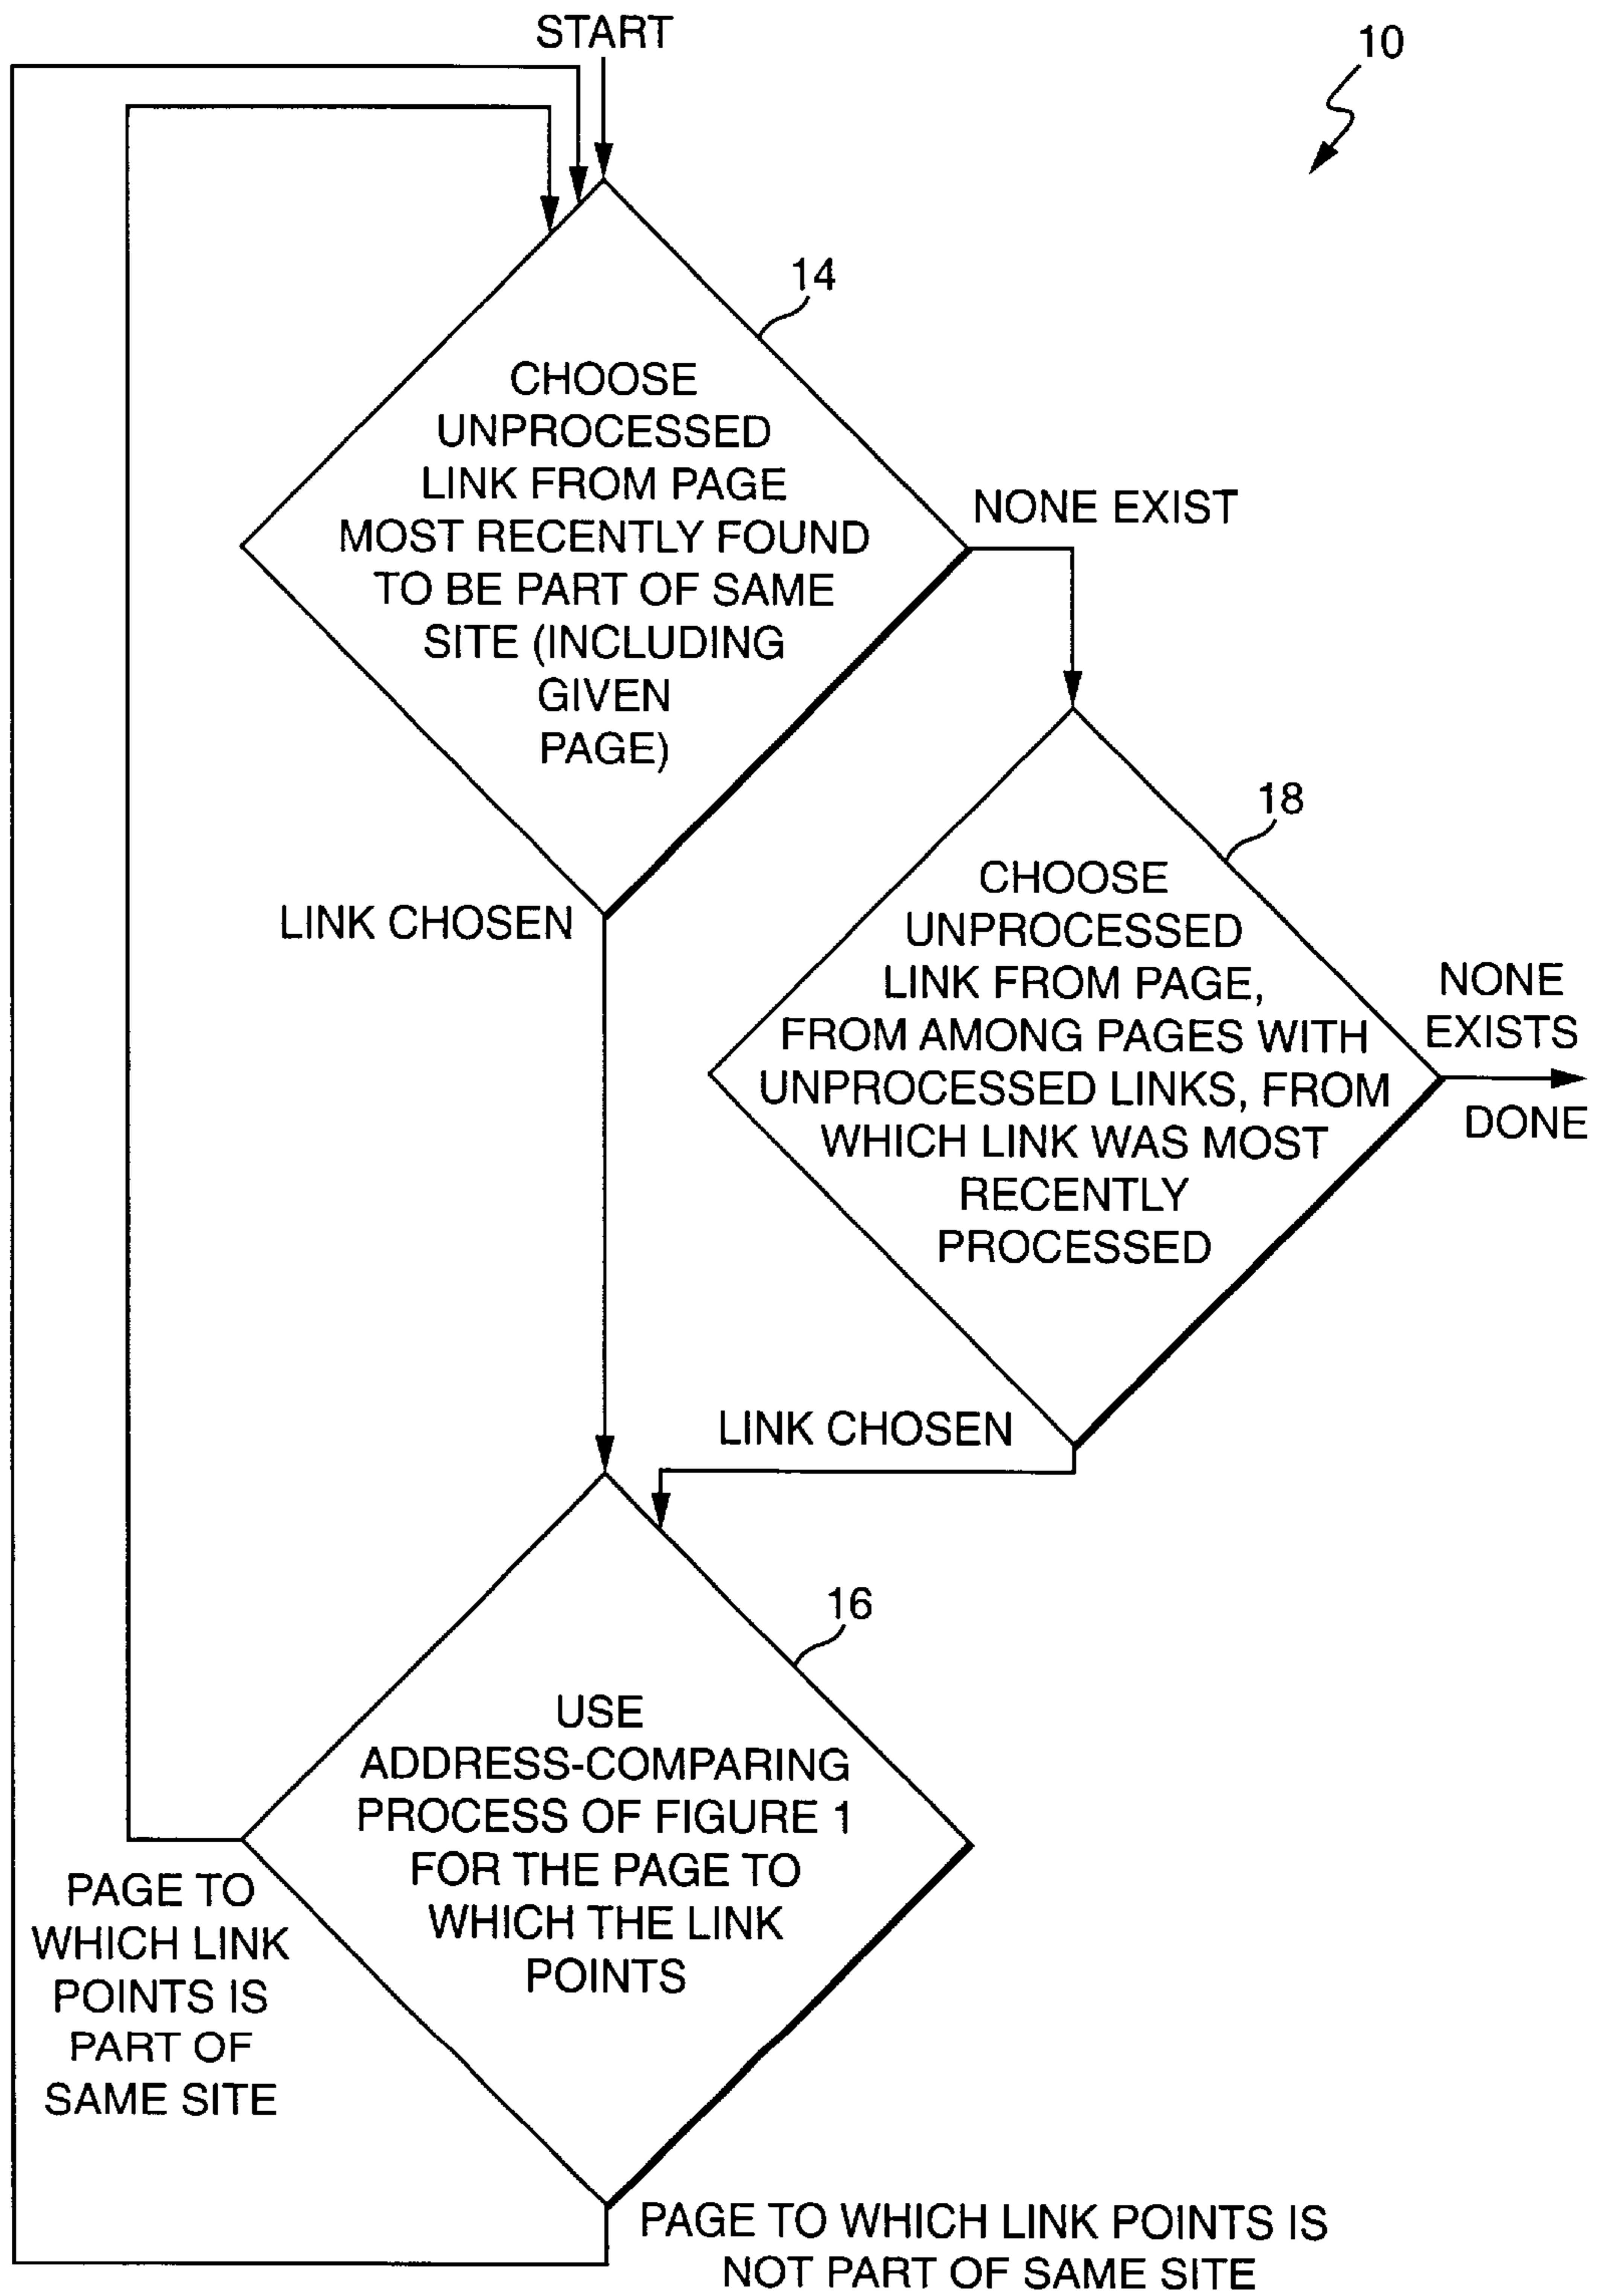 START
10
14
CHOOSE
UNPROCESSED
LINK FROM PAGE
MOST RECENTLY FOUND
TO BE PART OF SAME
SITE (INCLUDING
GIVEN
PAGE)
NONE EXIST
LINK CHOSEN
18
CHOOSE
UNPROCESSED
LINK FROM PAGE,
FROM AMONG PAGES WITH
UNPROCESSED LINKS, FROM
WHICH LINK WAS MOST
RECENTLY
PROCESSED
NONE
EXISTS
DONE
LINK CHOSEN
16
USE
ADDRESS-COMPARING
PROCESS OF FIGURE 1
FOR THE PAGE TO
WHICH THE LINK
POINTS
PAGE TO
WHICH LINK
POINTS IS
PART OF
SAME SITE
PAGE TO WHICH LINK POINTS IS
NOT PART OF SAME SITE